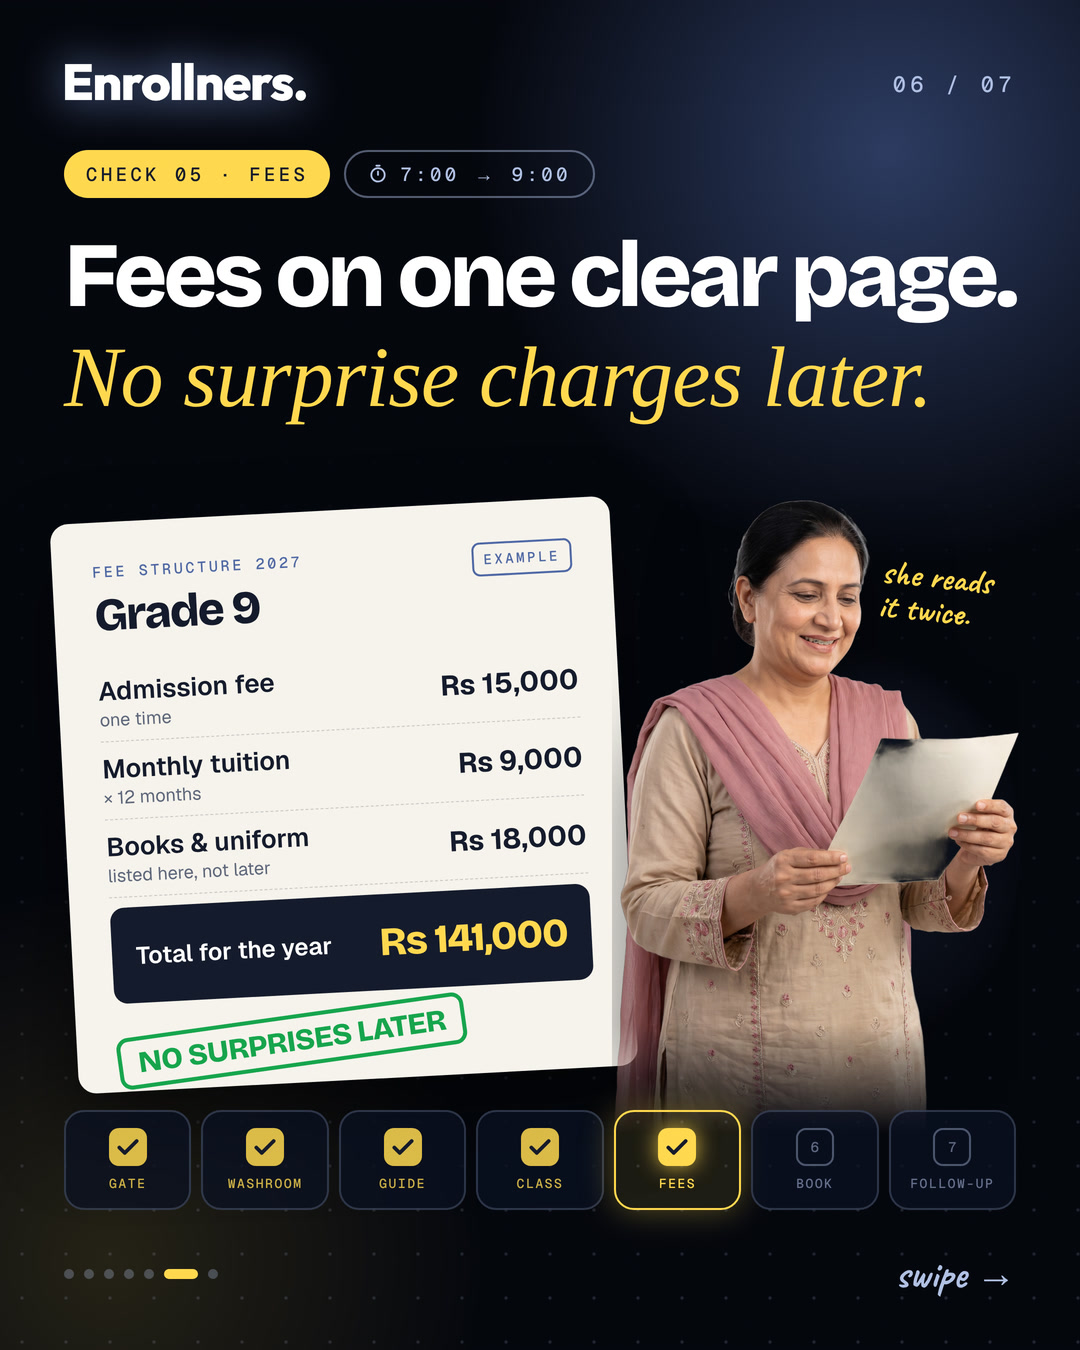 Enrollners.
06 / 07
CHECK 05 · FEES
7:00 → 9:00
Fees on one clear page.
No surprise charges later.
FEE STRUCTURE 2027
EXAMPLE
Grade 9
Admission fee Rs 15,000
one time
Monthly tuition Rs 9,000
× 12 months
Books & uniform Rs 18,000
listed here, not later
Total for the year Rs 141,000
NO SURPRISES LATER
she reads
it twice.
GATE
WASHROOM
GUIDE
CLASS
FEES
6
BOOK
7
FOLLOW-UP
swipe →